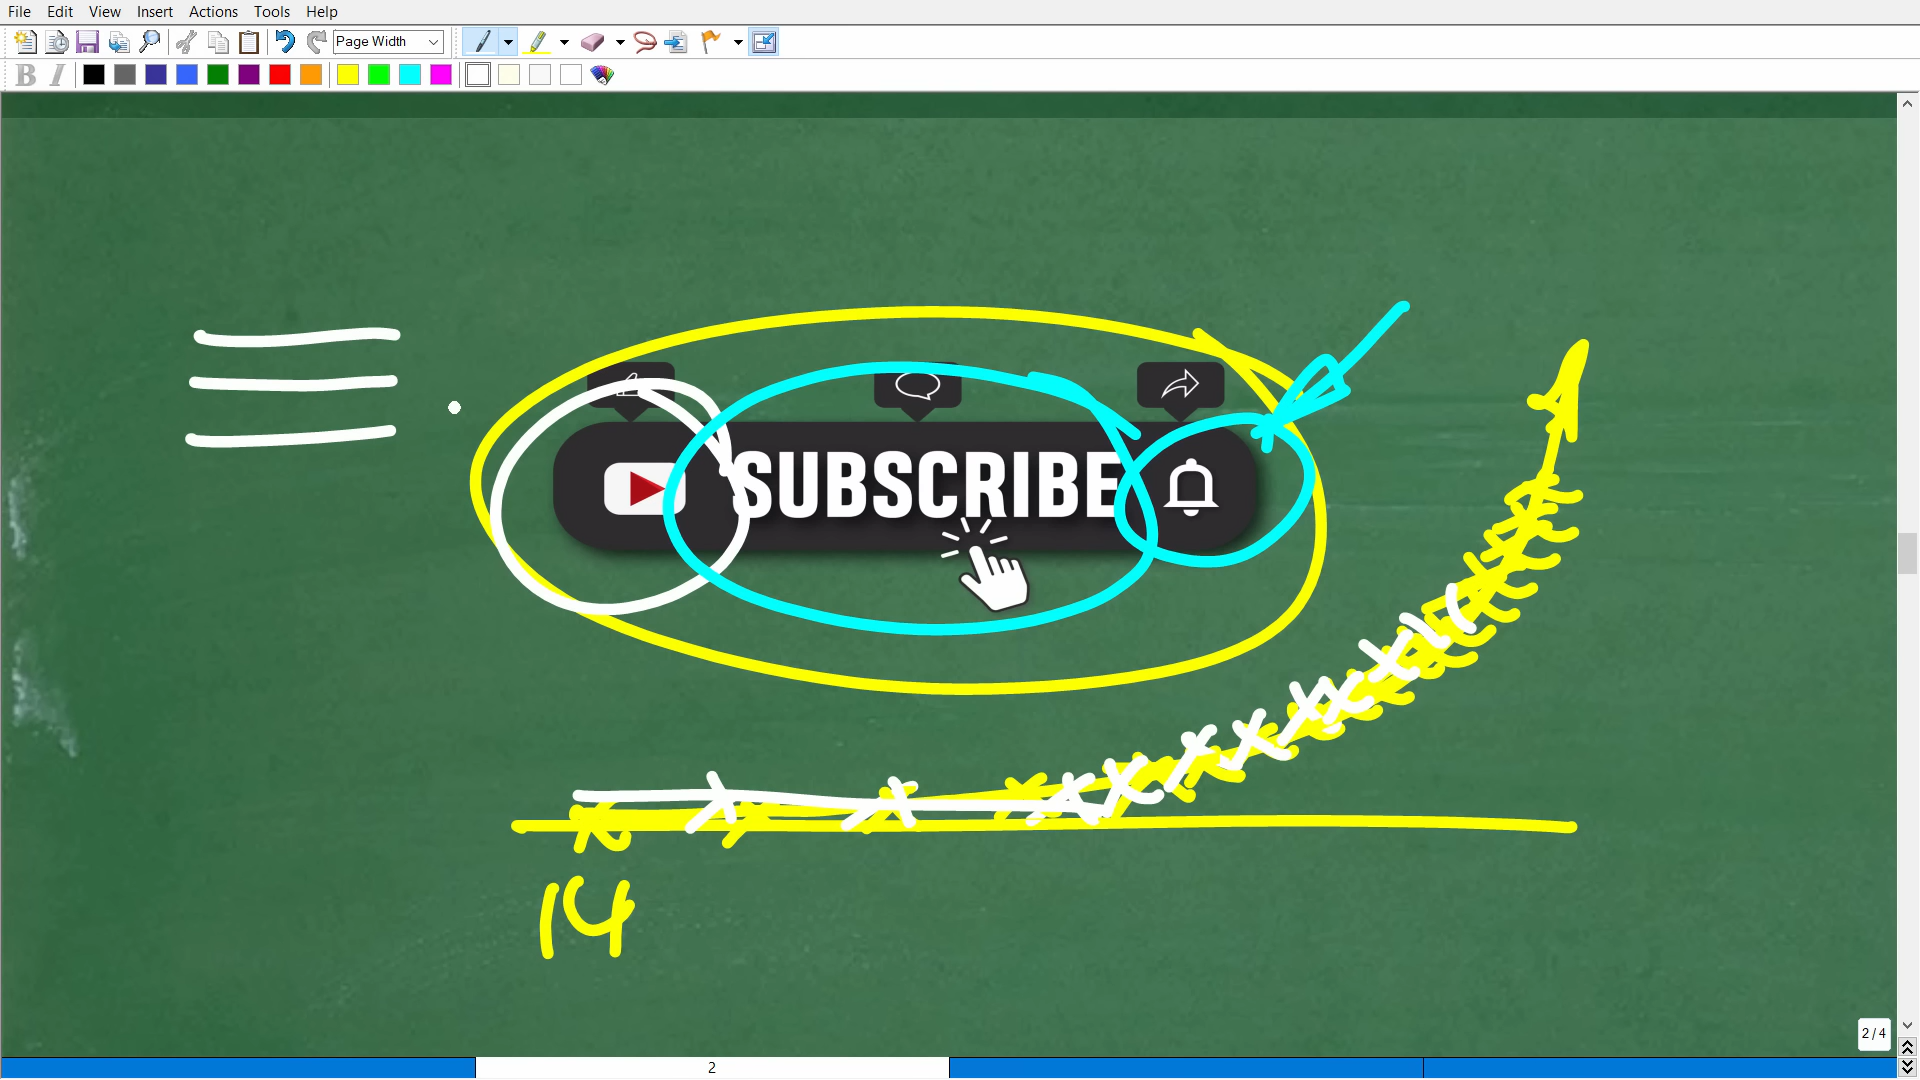 File Edit View Insert Actions Tools Help
Page Width
B I
SUBSCRIBE
14
2 / 4
2